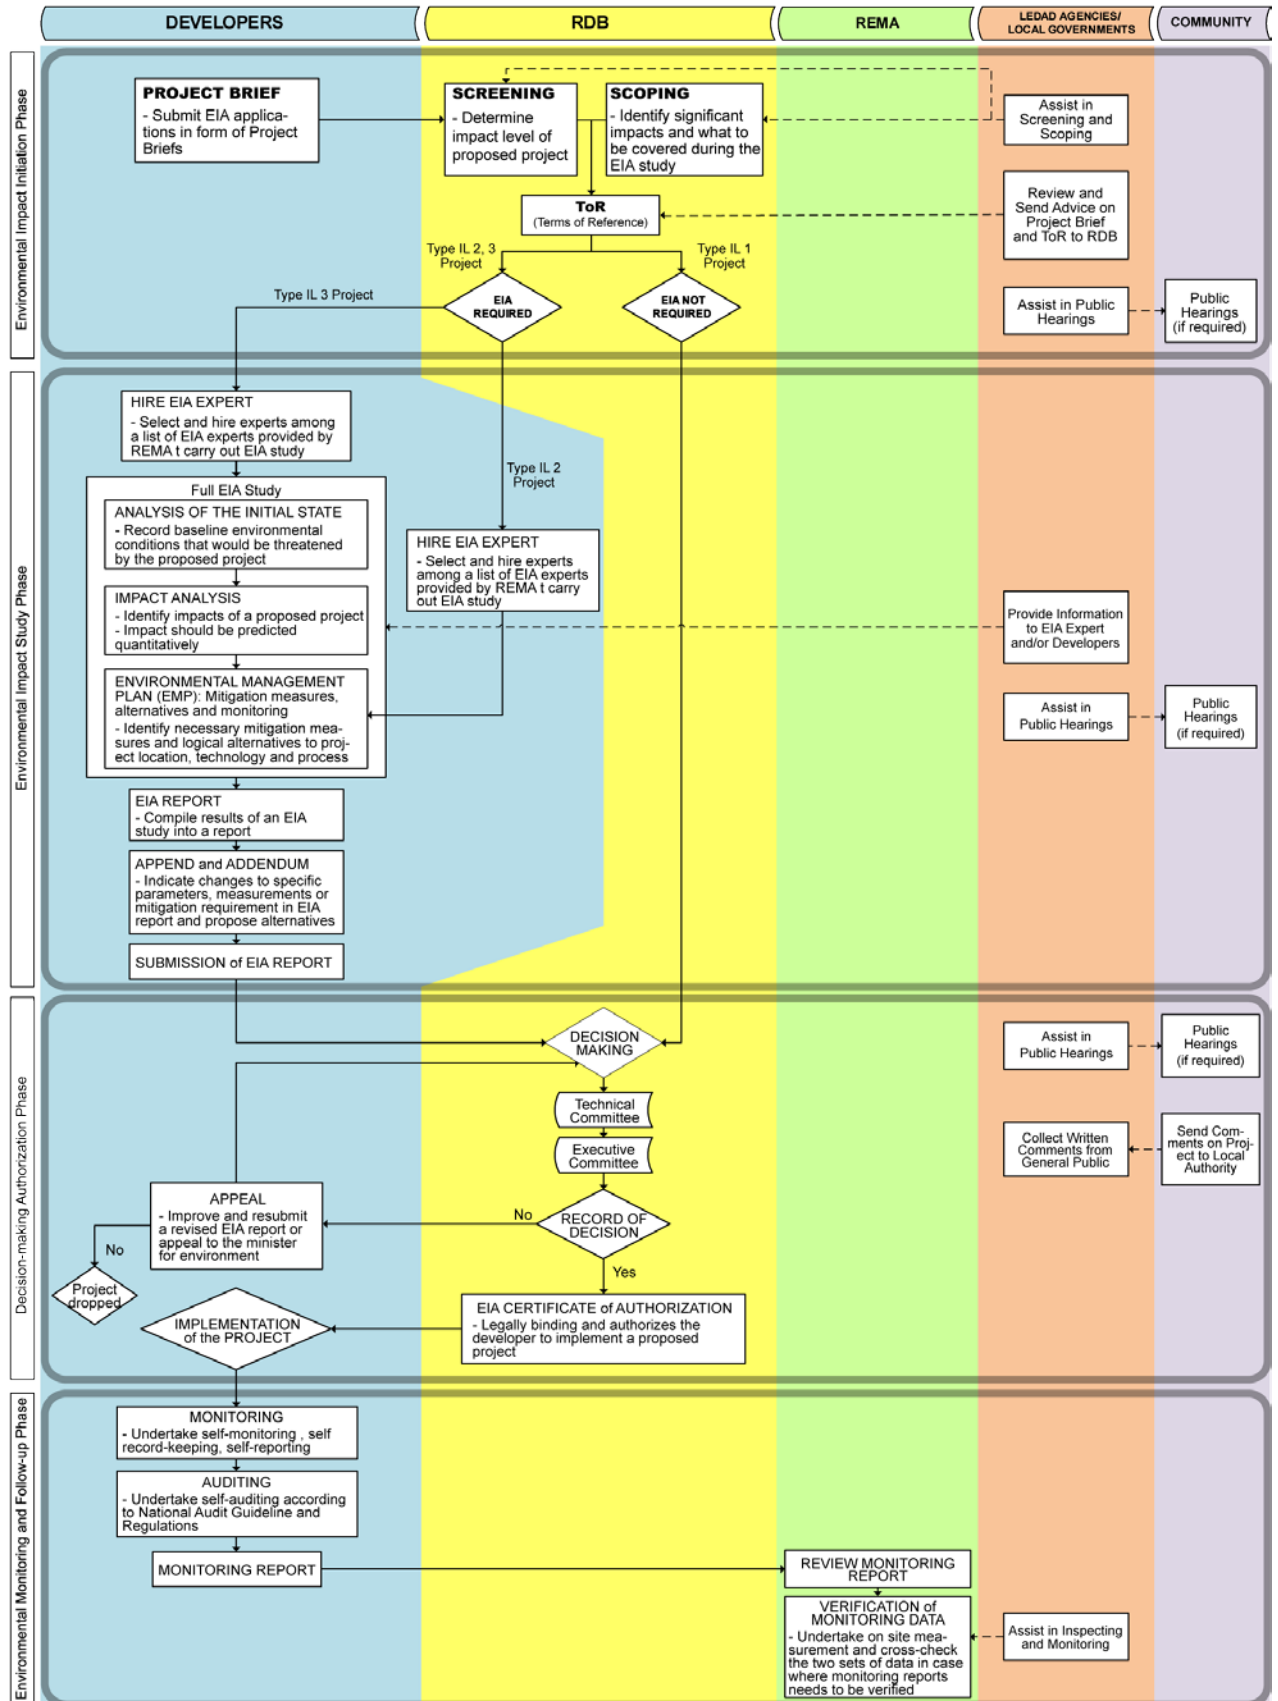 DEVELOPERS
RDB
REMA
LEDAD AGENCIES/
LOCAL GOVERNMENTS
COMMUNITY
Environmental Impact Initiation Phase
PROJECT BRIEF
- Submit EIA applica-
tions in form of Project
Briefs
SCREENING
- Determine
impact level of
proposed project
SCOPING
- Identify significant
impacts and what to
be covered during the
EIA study
Assist in
Screening and
Scoping
ToR
(Terms of Reference)
Review and
Send Advice on
Project Brief
and ToR to RDB
Type IL 2, 3
Project
Type IL 1
Project
Type IL 3 Project
EIA
REQUIRED
EIA NOT
REQUIRED
Assist in Public
Hearings
Public
Hearings
(if required)
Environmental Impact Study Phase
HIRE EIA EXPERT
- Select and hire experts among
a list of EIA experts provided by
REMA t carry out EIA study
Type IL 2
Project
Full EIA Study
ANALYSIS OF THE INITIAL STATE
- Record baseline environmental
conditions that would be threatened
by the proposed project
HIRE EIA EXPERT
- Select and hire experts
among a list of EIA experts
provided by REMA t carry
out EIA study
IMPACT ANALYSIS
- Identify impacts of a proposed project
- Impact should be predicted
quantitatively
Provide Information
to EIA Expert
and/or Developers
ENVIRONMENTAL MANAGEMENT
PLAN (EMP): Mitigation measures,
alternatives and monitoring
- Identify necessary mitigation mea-
sures and logical alternatives to proj-
ect location, technology and process
Assist in
Public Hearings
Public
Hearings
(if required)
EIA REPORT
- Compile results of an EIA
study into a report
APPEND and ADDENDUM
- Indicate changes to specific
parameters, measurements or
mitigation requirement in EIA
report and propose alternatives
SUBMISSION of EIA REPORT
Decision-making Authorization Phase
DECISION
MAKING
Assist in
Public Hearings
Public
Hearings
(if required)
Technical
Committee
Executive
Committee
Collect Written
Comments from
General Public
Send Com-
ments on Proj-
ect to Local
Authority
APPEAL
- Improve and resubmit
a revised EIA report or
appeal to the minister
for environment
No
RECORD OF
DECISION
No
Yes
Project
dropped
IMPLEMENTATION
of the PROJECT
EIA CERTIFICATE of AUTHORIZATION
- Legally binding and authorizes the
developer to implement a proposed
project
Environmental Monitoring and Follow-up Phase
MONITORING
- Undertake self-monitoring , self
record-keeping, self-reporting
AUDITING
- Undertake self-auditing according
to National Audit Guideline and
Regulations
MONITORING REPORT
REVIEW MONITORING
REPORT
VERIFICATION of
MONITORING DATA
- Undertake on site mea-
surement and cross-check
the two sets of data in case
where monitoring reports
needs to be verified
Assist in Inspecting
and Monitoring